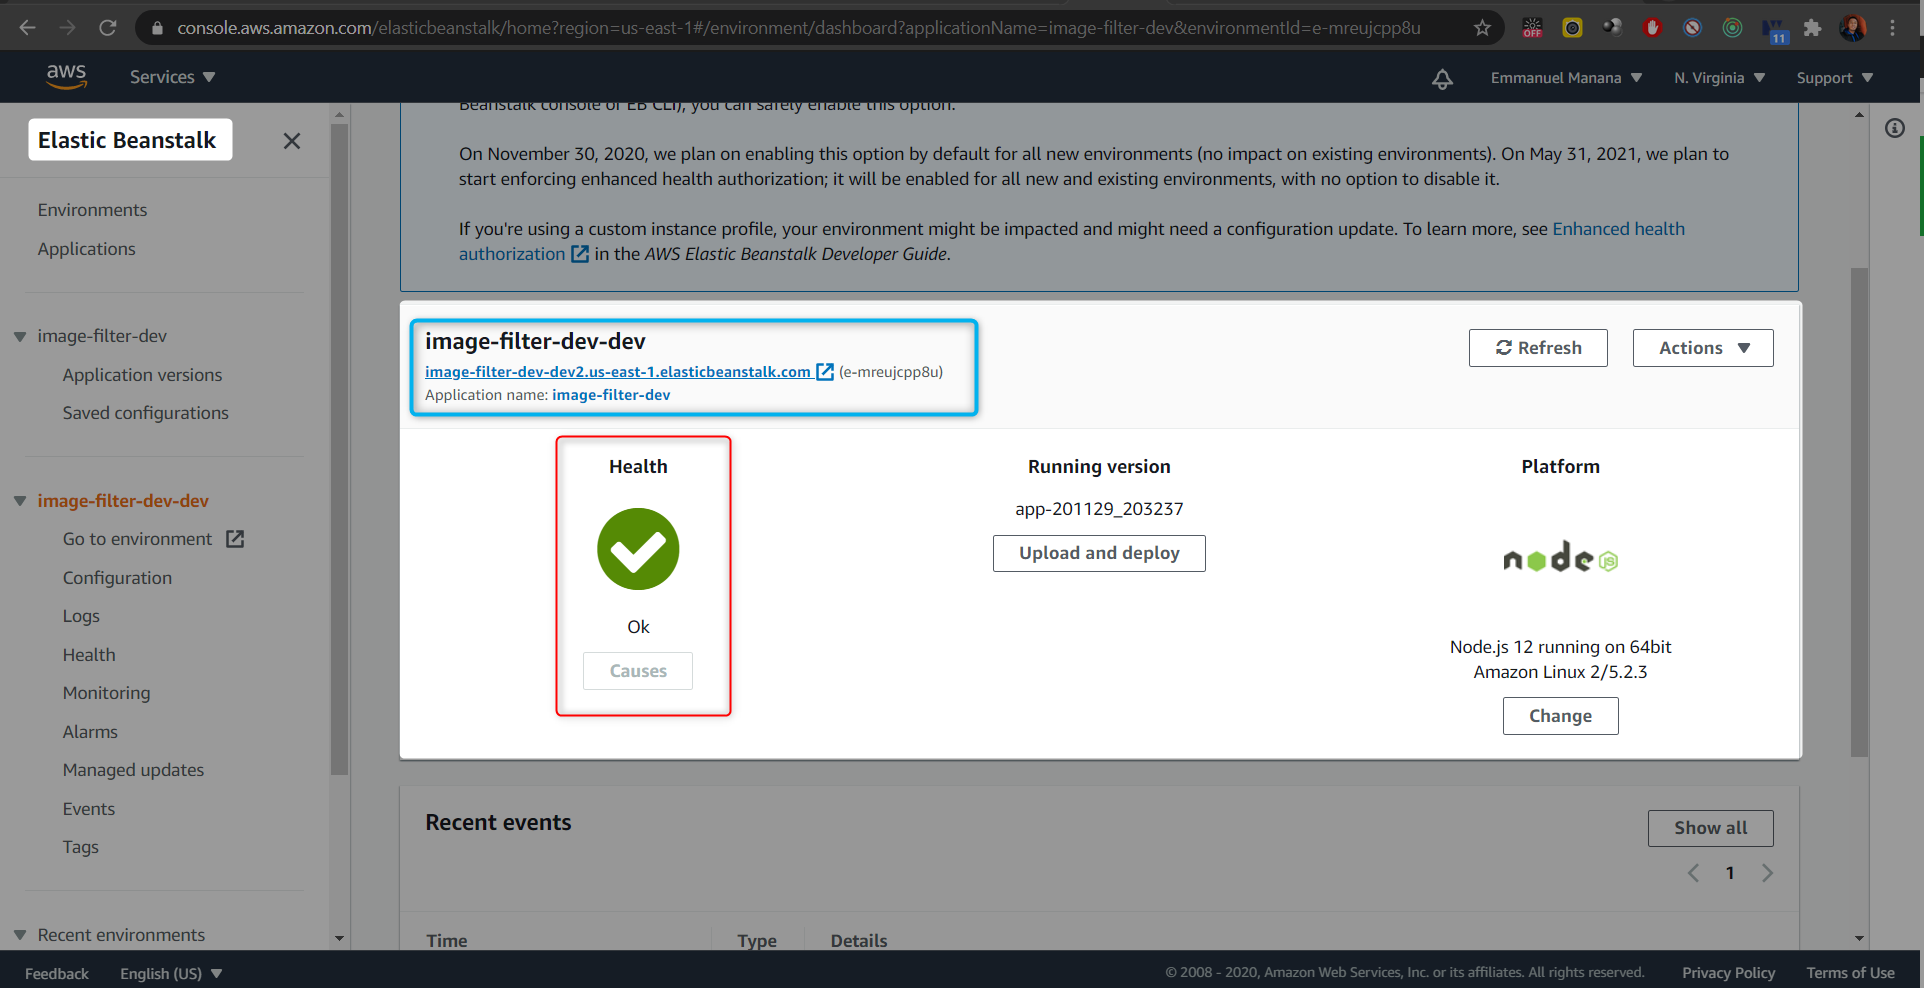 console.aws.amazon.com/elasticbeanstalk/home?region=us-east-1#/environment/dashboard?applicationName=image-filter-dev&environmentId=e-mreujcpp8u
OFF
11
aws
Services
Emmanuel Manana
N. Virginia
Support
Elastic Beanstalk
Environments
Applications
image-filter-dev
Application versions
Saved configurations
image-filter-dev-dev
Go to environment
Configuration
Logs
Health
Monitoring
Alarms
Managed updates
Events
Tags
Recent environments
Beanstalk console or EB CLI), you can safely enable this option.
On November 30, 2020, we plan on enabling this option by default for all new environments (no impact on existing environments). On May 31, 2021, we plan to
start enforcing enhanced health authorization; it will be enabled for all new and existing environments, with no option to disable it.
If you're using a custom instance profile, your environment might be impacted and might need a configuration update. To learn more, see Enhanced health
authorization in the AWS Elastic Beanstalk Developer Guide.
image-filter-dev-dev
image-filter-dev-dev2.us-east-1.elasticbeanstalk.com (e-mreujcpp8u)
Application name: image-filter-dev
Refresh
Actions
Health
Ok
Causes
Running version
app-201129_203237
Upload and deploy
Platform
node JS
Node.js 12 running on 64bit
Amazon Linux 2/5.2.3
Change
Recent events
Show all
1
Time
Type
Details
Feedback
English (US)
© 2008 - 2020, Amazon Web Services, Inc. or its affiliates. All rights reserved.
Privacy Policy
Terms of Use